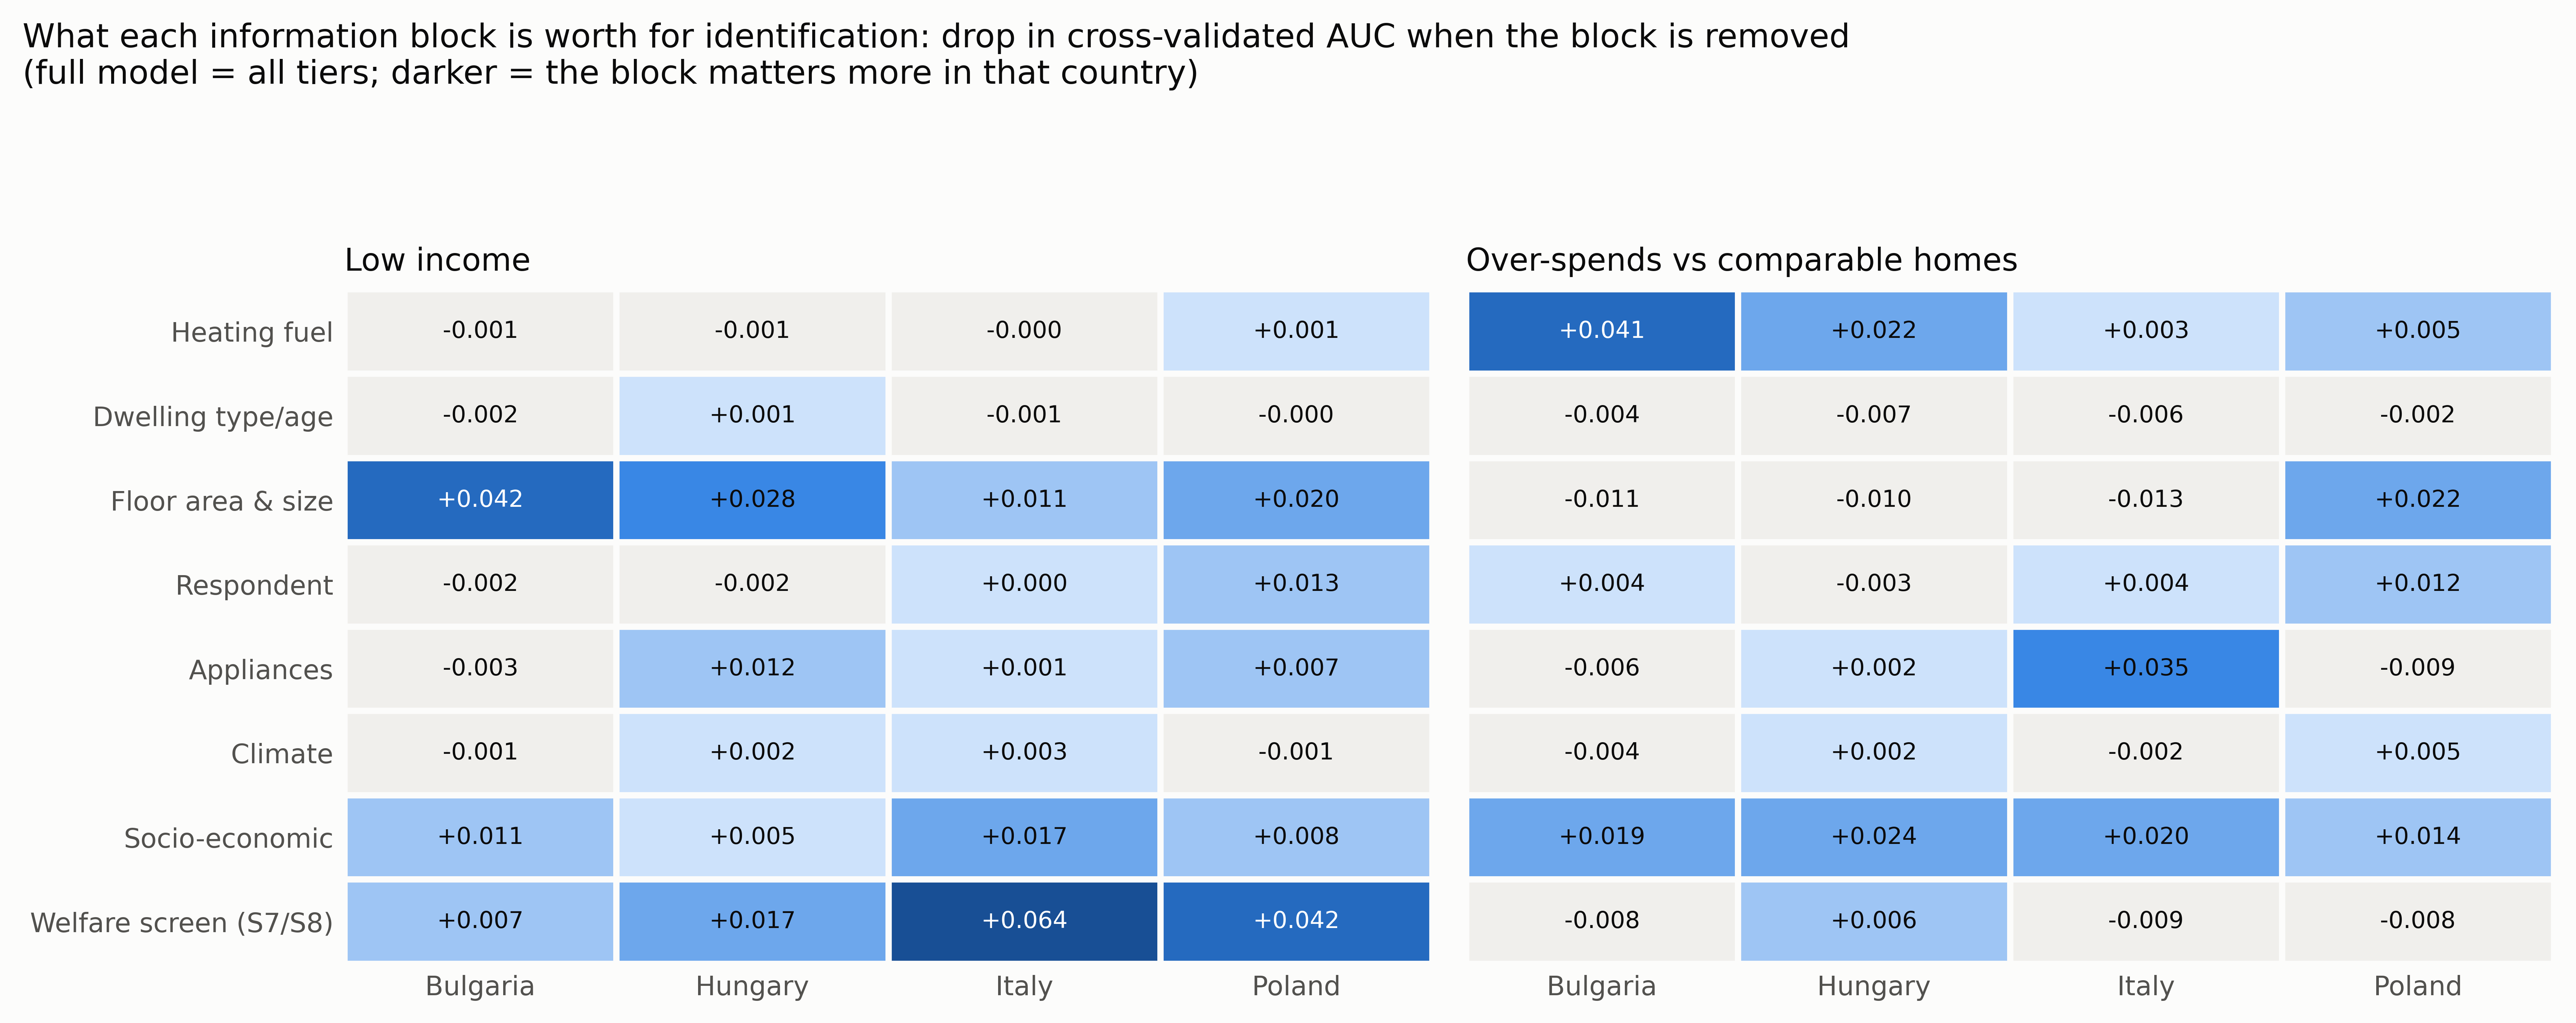 What each information block is worth for identification: drop in cross-validated AUC when the block is removed
(full model = all tiers; darker = the block matters more in that country)
Low income
Over-spends vs comparable homes
Heating fuel -0.001 -0.001 -0.000 +0.001 +0.041 +0.022 +0.003 +0.005
Dwelling type/age -0.002 +0.001 -0.001 -0.000 -0.004 -0.007 -0.006 -0.002
Floor area & size +0.042 +0.028 +0.011 +0.020 -0.011 -0.010 -0.013 +0.022
Respondent -0.002 -0.002 +0.000 +0.013 +0.004 -0.003 +0.004 +0.012
Appliances -0.003 +0.012 +0.001 +0.007 -0.006 +0.002 +0.035 -0.009
Climate -0.001 +0.002 +0.003 -0.001 -0.004 +0.002 -0.002 +0.005
Socio-economic +0.011 +0.005 +0.017 +0.008 +0.019 +0.024 +0.020 +0.014
Welfare screen (S7/S8) +0.007 +0.017 +0.064 +0.042 -0.008 +0.006 -0.009 -0.008
Bulgaria Hungary Italy Poland Bulgaria Hungary Italy Poland